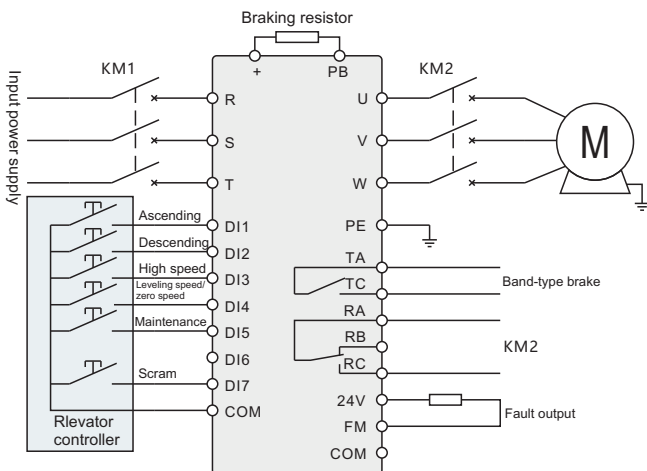 Braking resistor
+ PB
KM1
KM2
Input power supply
R
S
T
U
V
W
M
PE
Ascending
Descending
High speed
Leveling speed/
zero speed
Maintenance
Scram
DI1
DI2
DI3
DI4
DI5
DI6
DI7
COM
Rlevator
controller
TA
TC
RA
RB
RC
24V
FM
COM
Band-type brake
KM2
Fault output